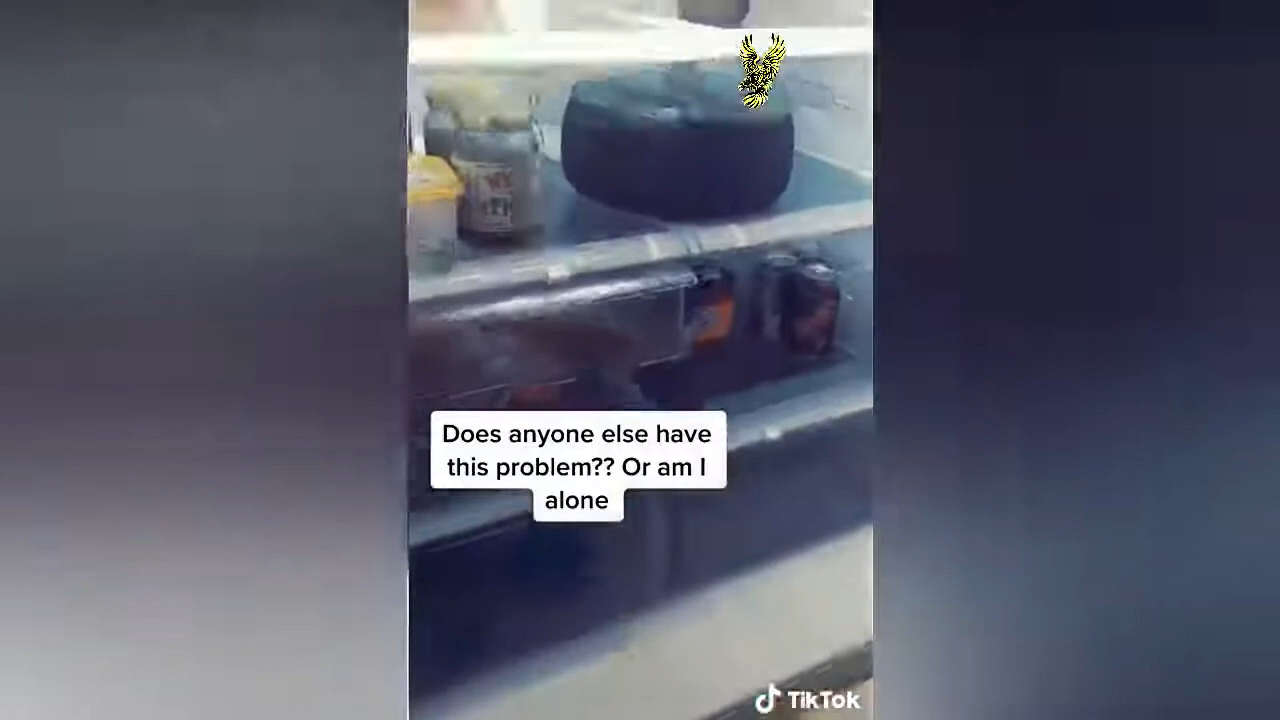 Does anyone else have
this problem?? Or am I
alone
TikTok